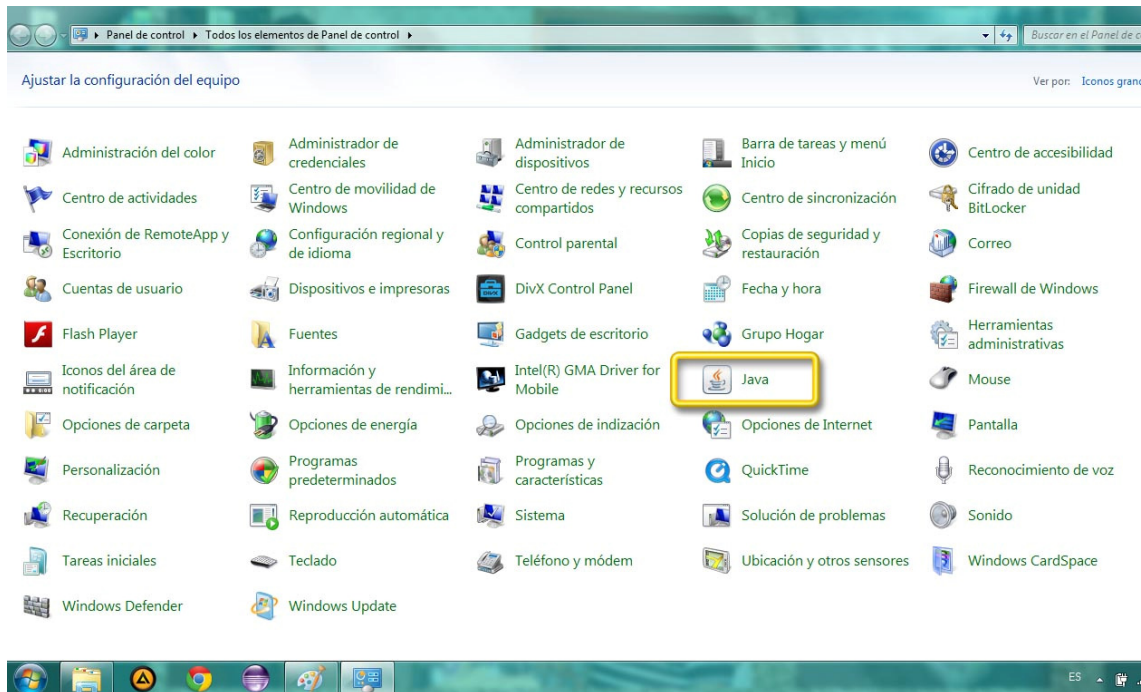 Panel de control ▸ Todos los elementos de Panel de control ▸
Buscar en el Panel de
Ajustar la configuración del equipo
Ver por: Iconos
Administración del color
Administrador de
credenciales
Administrador de
dispositivos
Barra de tareas y menú
Inicio
Centro de accesibilidad
Centro de actividades
Centro de movilidad de
Windows
Centro de redes y recursos
compartidos
Centro de sincronización
Cifrado de unidad
BitLocker
Conexión de RemoteApp y
Escritorio
Configuración regional y
de idioma
Control parental
Copias de seguridad y
restauración
Correo
Cuentas de usuario
Dispositivos e impresoras
DivX Control Panel
Fecha y hora
Firewall de Windows
Flash Player
Fuentes
Gadgets de escritorio
Grupo Hogar
Herramientas
administrativas
Iconos del área de
notificación
Información y
herramientas de rendimi...
Intel(R) GMA Driver for
Mobile
Java
Mouse
Opciones de carpeta
Opciones de energía
Opciones de indización
Opciones de Internet
Pantalla
Personalización
Programas
predeterminados
Programas y
características
QuickTime
Reconocimiento de voz
Recuperación
Reproducción automática
Sistema
Solución de problemas
Sonido
Tareas iniciales
Teclado
Teléfono y módem
Ubicación y otros sensores
Windows CardSpace
Windows Defender
Windows Update
ES